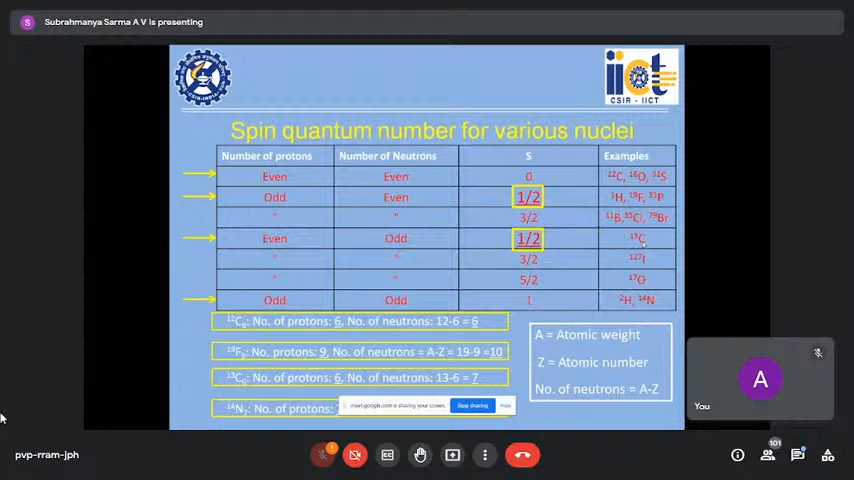 S Subrahmanya Sarma A V is presenting
iict
CSIR - IICT
Spin quantum number for various nuclei
Number of protons Number of Neutrons S Examples
Even Even 0 ¹²C, ¹⁶O, ³²S
Odd Even 1/2 ¹H, ¹⁹F, ³¹P
" " 3/2 ¹¹B, ³⁵Cl, ⁷⁹Br
Even Odd 1/2 ¹³C
" " 3/2 ¹²⁷I
" " 5/2 ¹⁷O
Odd Odd 1 ²H, ¹⁴N
¹²C₆: No. of protons: 6, No. of neutrons: 12-6 = 6
¹⁹F₉: No. protons: 9, No. of neutrons = A-Z = 19-9 =10
¹³C₆: No. of protons: 6, No. of neutrons: 13-6 = 7
¹⁴N₇: No. of protons:
A = Atomic weight
Z = Atomic number
No. of neutrons = A-Z
meet.google.com is sharing your screen. Stop sharing Hide
A
You
pvp-rram-jph
101